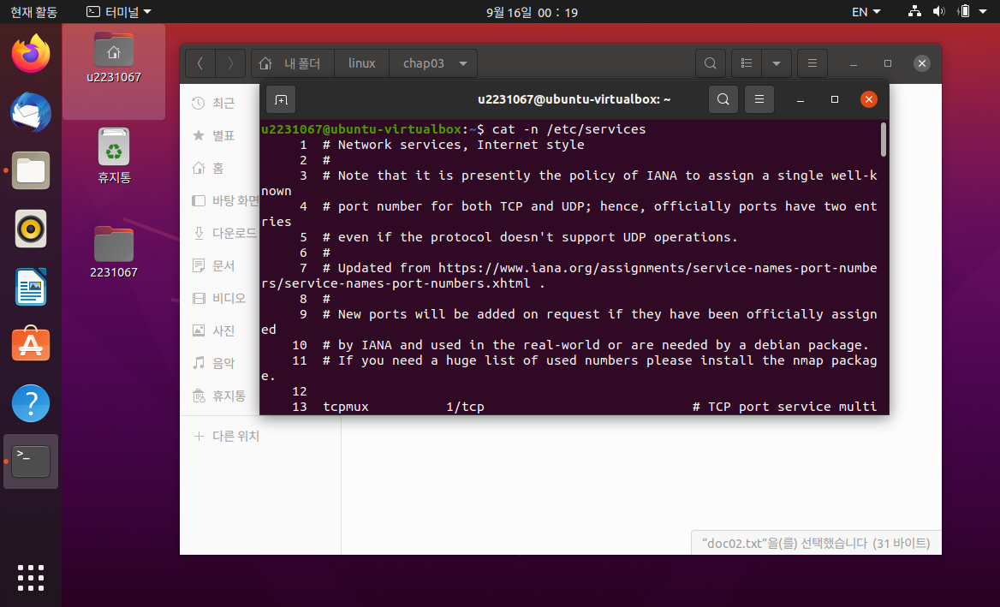 현재 활동
터미널
9월 16일 00 : 19
EN
u2231067
휴지통
2231067
내 폴더
linux
chap03
최근
별표
홈
바탕 화면
다운로드
문서
비디오
사진
음악
휴지통
다른 위치
u2231067@ubuntu-virtualbox: ~
u2231067@ubuntu-virtualbox:~$ cat -n /etc/services
1 # Network services, Internet style
2 #
3 # Note that it is presently the policy of IANA to assign a single well-k
nown
4 # port number for both TCP and UDP; hence, officially ports have two ent
ries
5 # even if the protocol doesn't support UDP operations.
6 #
7 # Updated from https://www.iana.org/assignments/service-names-port-numbe
rs/service-names-port-numbers.xhtml .
8 #
9 # New ports will be added on request if they have been officially assign
ed
10 # by IANA and used in the real-world or are needed by a debian package.
11 # If you need a huge list of used numbers please install the nmap packag
e.
12
13 tcpmux 1/tcp # TCP port service multi
“doc02.txt”을(를) 선택했습니다 (31 바이트)